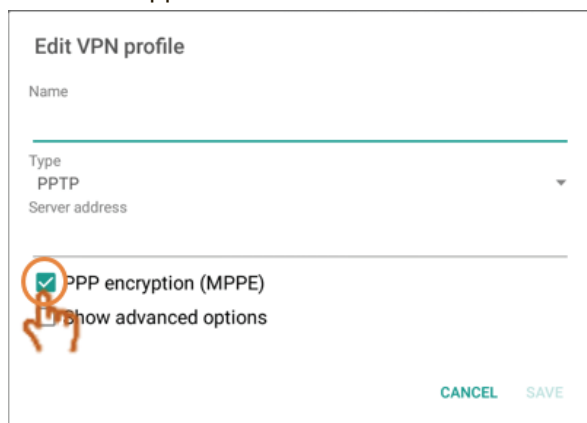 Edit VPN profile
Name
Type
PPTP
Server address
PPP encryption (MPPE)
Show advanced options
CANCEL SAVE